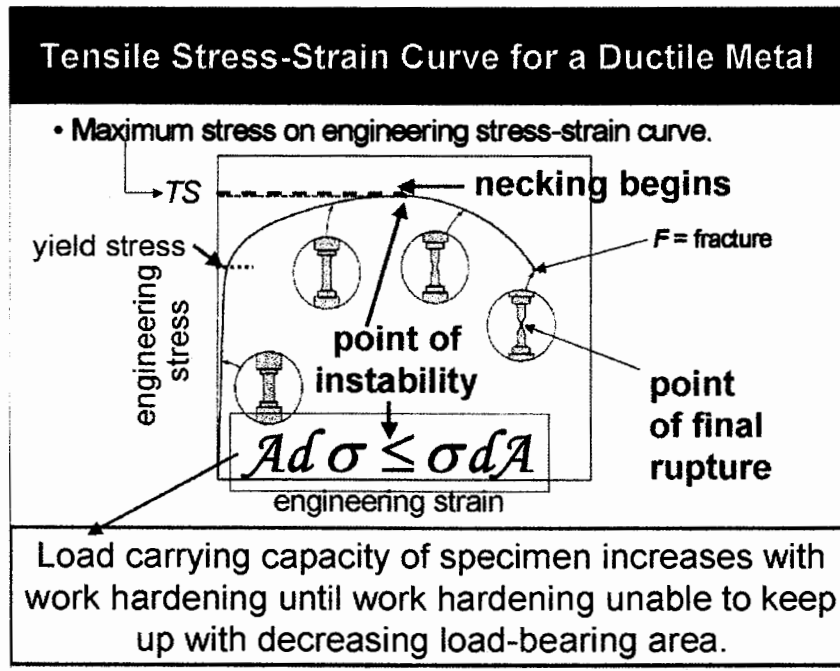 Tensile Stress-Strain Curve for a Ductile Metal
• Maximum stress on engineering stress-strain curve.
TS
necking begins
yield stress
F = fracture
engineering
stress
point of
instability
point
of final
rupture
Adσ ≤ σdA
engineering strain
Load carrying capacity of specimen increases with
work hardening until work hardening unable to keep
up with decreasing load-bearing area.